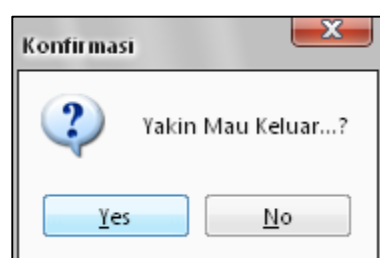 Konfirmasi
Yakin Mau Keluar...?
Yes
No